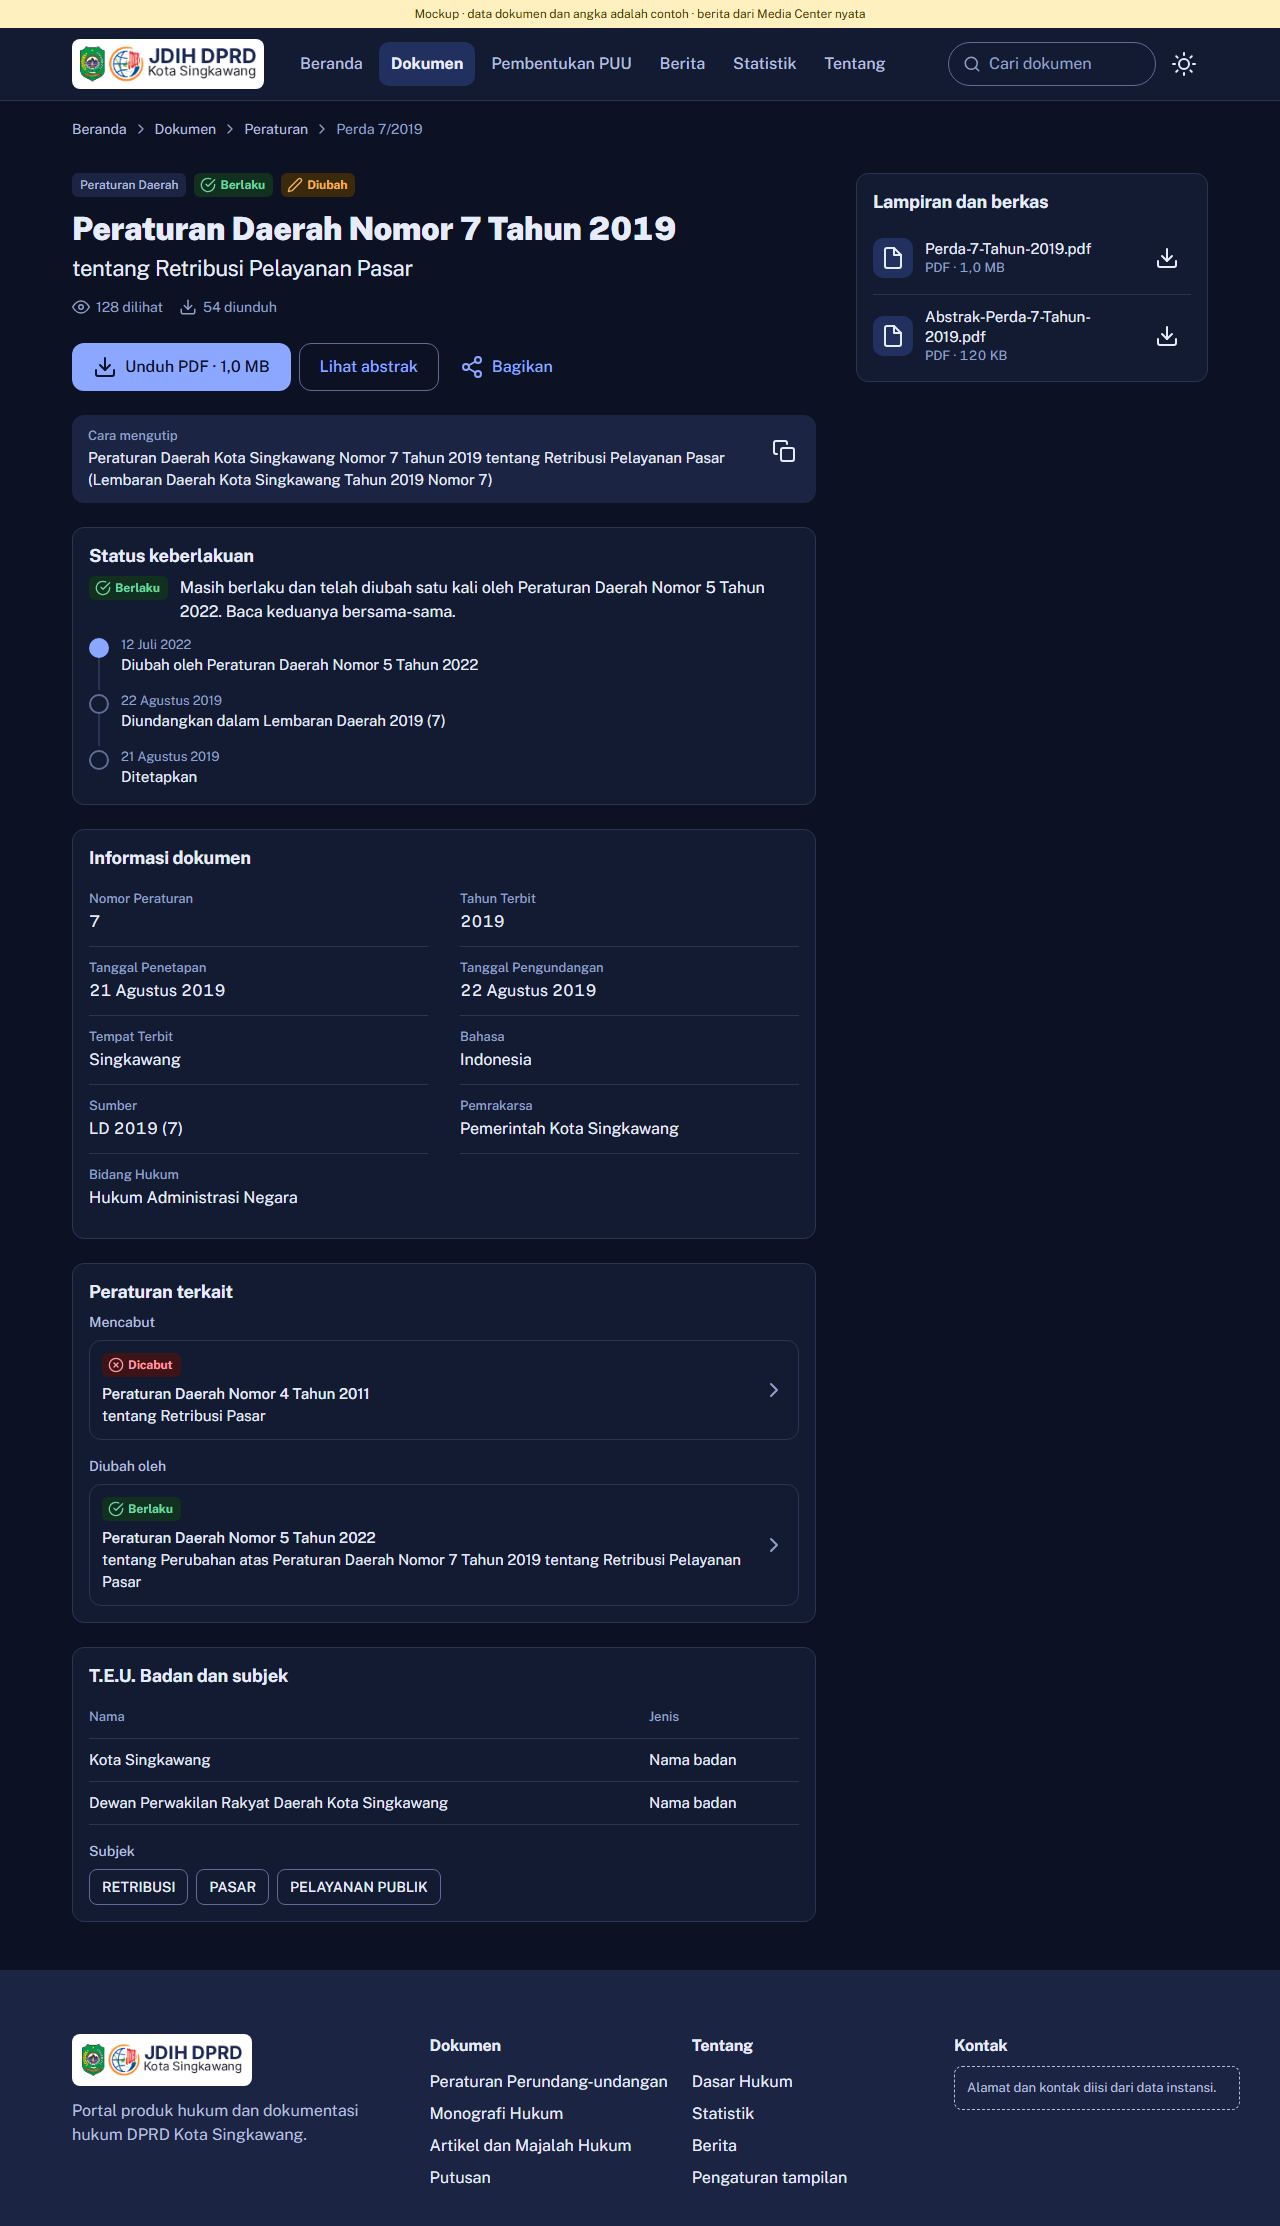 Mockup · data dokumen dan angka adalah contoh · berita dari Media Center nyata
JDIH DPRD
Kota Singkawang
Beranda
Dokumen
Pembentukan PUU
Berita
Statistik
Tentang
Cari dokumen
Beranda > Dokumen > Peraturan > Perda 7/2019
Peraturan Daerah
Berlaku
Diubah
Peraturan Daerah Nomor 7 Tahun 2019
tentang Retribusi Pelayanan Pasar
128 dilihat
54 diunduh
Unduh PDF · 1,0 MB
Lihat abstrak
Bagikan
Cara mengutip
Peraturan Daerah Kota Singkawang Nomor 7 Tahun 2019 tentang Retribusi Pelayanan Pasar
(Lembaran Daerah Kota Singkawang Tahun 2019 Nomor 7)
Status keberlakuan
Berlaku
Masih berlaku dan telah diubah satu kali oleh Peraturan Daerah Nomor 5 Tahun
2022. Baca keduanya bersama-sama.
12 Juli 2022
Diubah oleh Peraturan Daerah Nomor 5 Tahun 2022
22 Agustus 2019
Diundangkan dalam Lembaran Daerah 2019 (7)
21 Agustus 2019
Ditetapkan
Informasi dokumen
Nomor Peraturan
7
Tahun Terbit
2019
Tanggal Penetapan
21 Agustus 2019
Tanggal Pengundangan
22 Agustus 2019
Tempat Terbit
Singkawang
Bahasa
Indonesia
Sumber
LD 2019 (7)
Pemrakarsa
Pemerintah Kota Singkawang
Bidang Hukum
Hukum Administrasi Negara
Peraturan terkait
Mencabut
Dicabut
Peraturan Daerah Nomor 4 Tahun 2011
tentang Retribusi Pasar
Diubah oleh
Berlaku
Peraturan Daerah Nomor 5 Tahun 2022
tentang Perubahan atas Peraturan Daerah Nomor 7 Tahun 2019 tentang Retribusi Pelayanan
Pasar
T.E.U. Badan dan subjek
Nama
Jenis
Kota Singkawang
Nama badan
Dewan Perwakilan Rakyat Daerah Kota Singkawang
Nama badan
Subjek
RETRIBUSI
PASAR
PELAYANAN PUBLIK
Lampiran dan berkas
Perda-7-Tahun-2019.pdf
PDF · 1,0 MB
Abstrak-Perda-7-Tahun-
2019.pdf
PDF · 120 KB
JDIH DPRD
Kota Singkawang
Portal produk hukum dan dokumentasi
hukum DPRD Kota Singkawang.
Dokumen
Peraturan Perundang-undangan
Monografi Hukum
Artikel dan Majalah Hukum
Putusan
Tentang
Dasar Hukum
Statistik
Berita
Pengaturan tampilan
Kontak
Alamat dan kontak diisi dari data instansi.